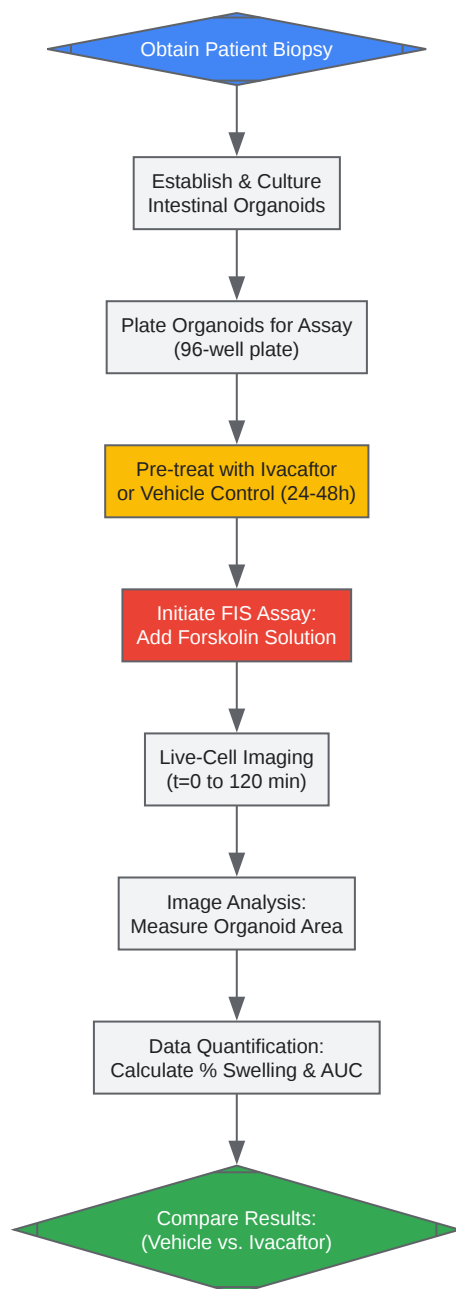 Obtain Patient Biopsy
Establish & Culture
Intestinal Organoids
Plate Organoids for Assay
(96-well plate)
Pre-treat with Ivacaftor
or Vehicle Control (24-48h)
Initiate FIS Assay:
Add Forskolin Solution
Live-Cell Imaging
(t=0 to 120 min)
Image Analysis:
Measure Organoid Area
Data Quantification:
Calculate % Swelling & AUC
Compare Results:
(Vehicle vs. Ivacaftor)